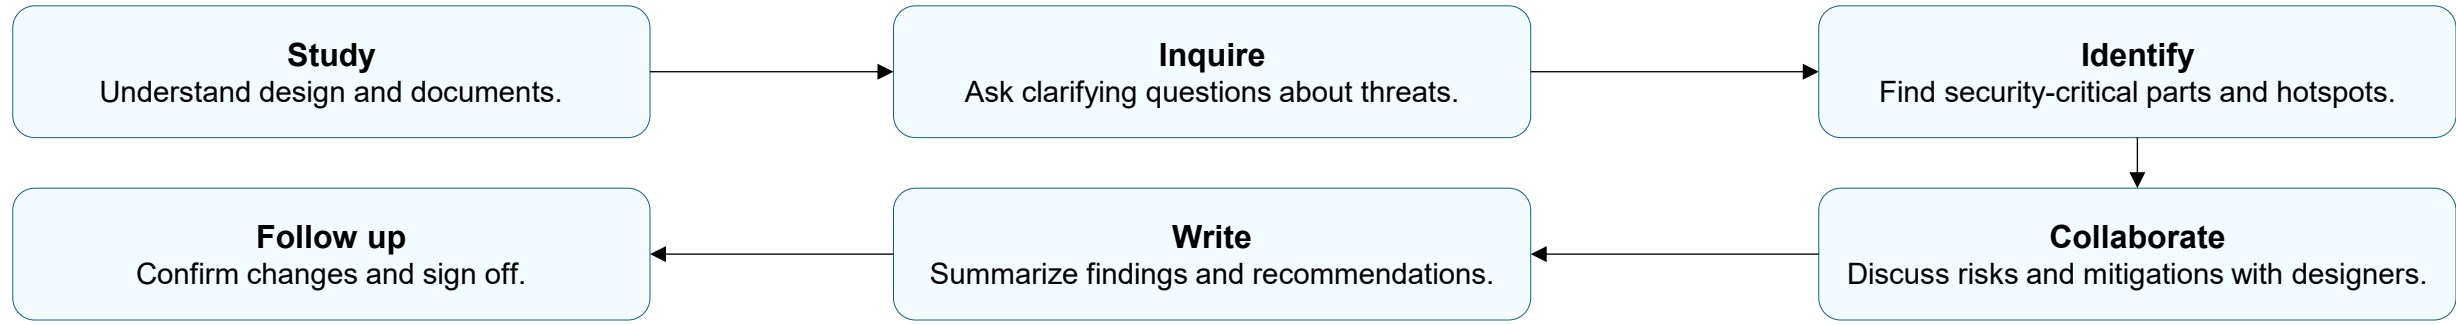 Study
Understand design and documents.
Inquire
Ask clarifying questions about threats.
Identify
Find security-critical parts and hotspots.
Collaborate
Discuss risks and mitigations with designers.
Write
Summarize findings and recommendations.
Follow up
Confirm changes and sign off.